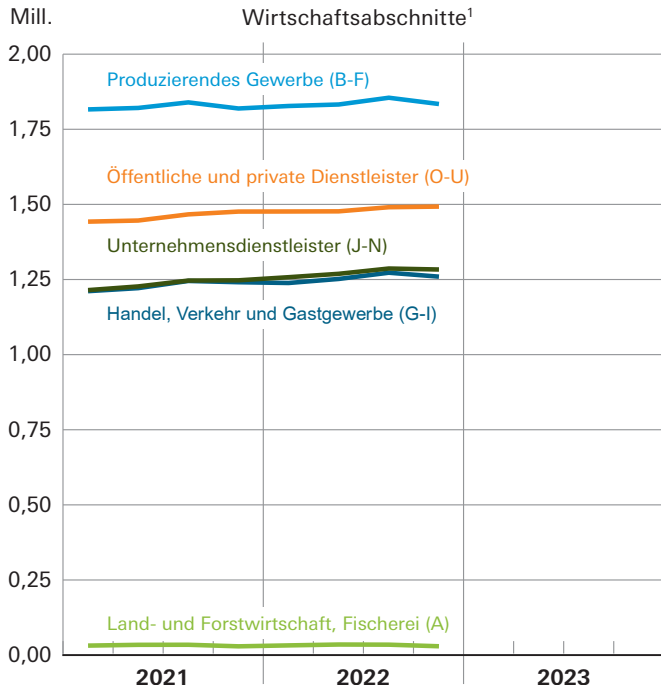 Mill.
Wirtschaftsabschnitte¹
2,00
Produzierendes Gewerbe (B-F)
1,75
Öffentliche und private Dienstleister (O-U)
1,50
Unternehmensdienstleister (J-N)
1,25
Handel, Verkehr und Gastgewerbe (G-I)
1,00
0,75
0,50
0,25
Land- und Forstwirtschaft, Fischerei (A)
0,00
2021 2022 2023